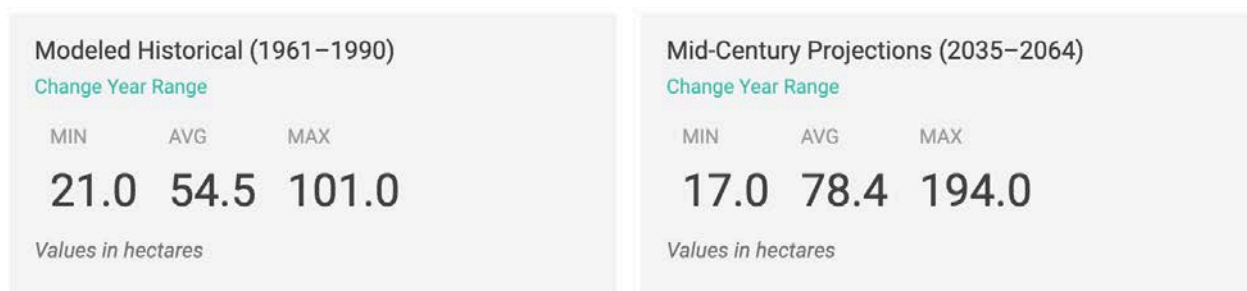 Modeled Historical (1961–1990)
Change Year Range
MIN AVG MAX
21.0 54.5 101.0
Values in hectares
Mid-Century Projections (2035–2064)
Change Year Range
MIN AVG MAX
17.0 78.4 194.0
Values in hectares